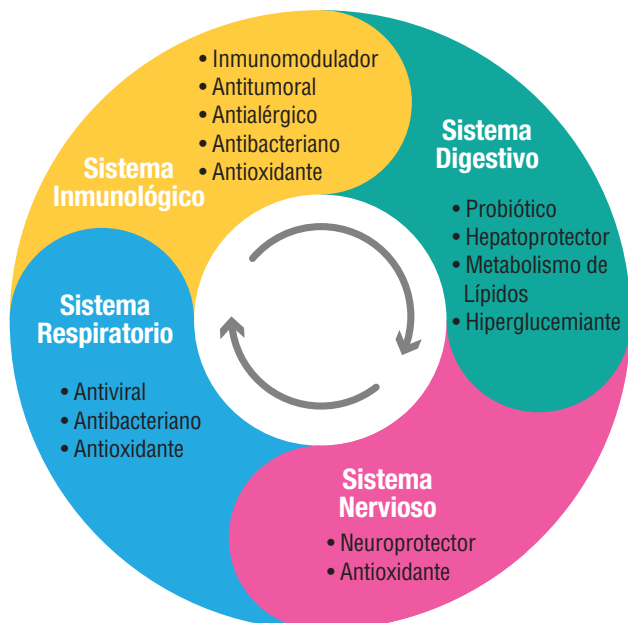 Sistema
Inmunológico
• Inmunomodulador
• Antitumoral
• Antialérgico
• Antibacteriano
• Antioxidante
Sistema
Digestivo
• Probiótico
• Hepatoprotector
• Metabolismo de
Lípidos
• Hiperglucemiante
Sistema
Nervioso
• Neuroprotector
• Antioxidante
Sistema
Respiratorio
• Antiviral
• Antibacteriano
• Antioxidante